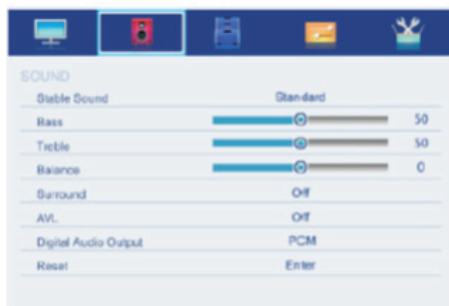 SOUND
Stable Sound Standard
Bass 50
Treble 50
Balance 0
Surround Off
AVL Off
Digital Audio Output PCM
Reset Enter